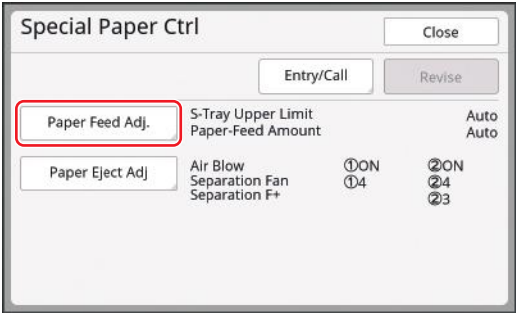 Special Paper Ctrl
Close
Entry/Call
Revise
Paper Feed Adj.
S-Tray Upper Limit Auto
Paper-Feed Amount Auto
Paper Eject Adj
Air Blow ①ON ②ON
Separation Fan ①4 ②4
Separation F+ ②3